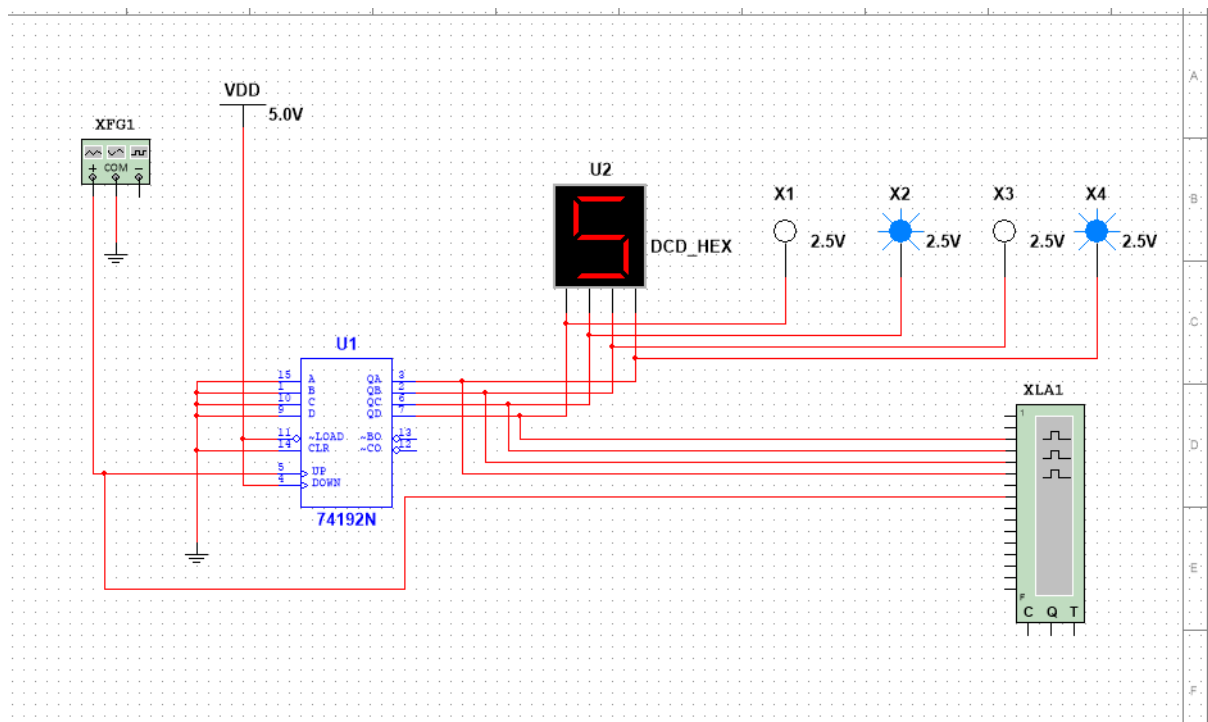 A
VDD
5.0V
XFG1
+ COM −
U2
X1
X2
X3
X4
B
DCD_HEX
2.5V
2.5V
2.5V
2.5V
C
U1
15 A QA 3
1 B QB 2
10 C QC 6
9 D QD 7
11 ~LOAD ~BO 13
14 CLR ~CO 12
5 UP
4 DOWN
74192N
XLA1
1
D
E
F
C Q T
F
5